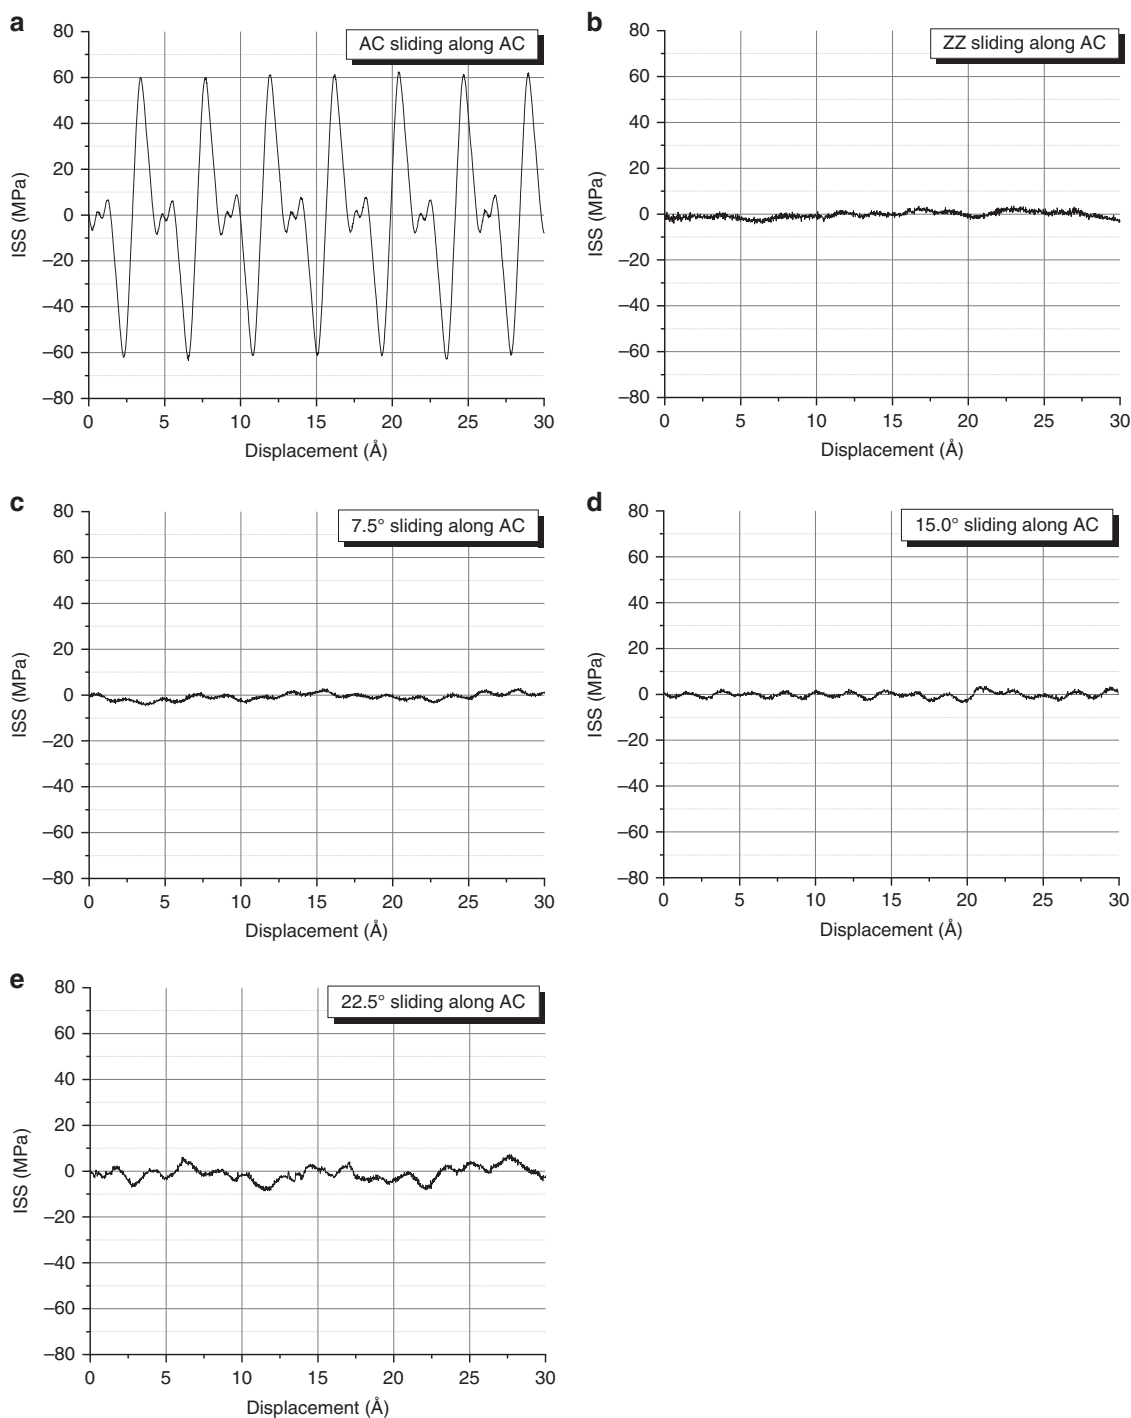 a
AC sliding along AC
80
60
40
20
0
–20
–40
–60
–80
ISS (MPa)
0 5 10 15 20 25 30
Displacement (Å)
b
ZZ sliding along AC
80
60
40
20
0
–20
–40
–60
–80
ISS (MPa)
0 5 10 15 20 25 30
Displacement (Å)
c
7.5° sliding along AC
80
60
40
20
0
–20
–40
–60
–80
ISS (MPa)
0 5 10 15 20 25 30
Displacement (Å)
d
15.0° sliding along AC
80
60
40
20
0
–20
–40
–60
–80
ISS (MPa)
0 5 10 15 20 25 30
Displacement (Å)
e
22.5° sliding along AC
80
60
40
20
0
–20
–40
–60
–80
ISS (MPa)
0 5 10 15 20 25 30
Displacement (Å)